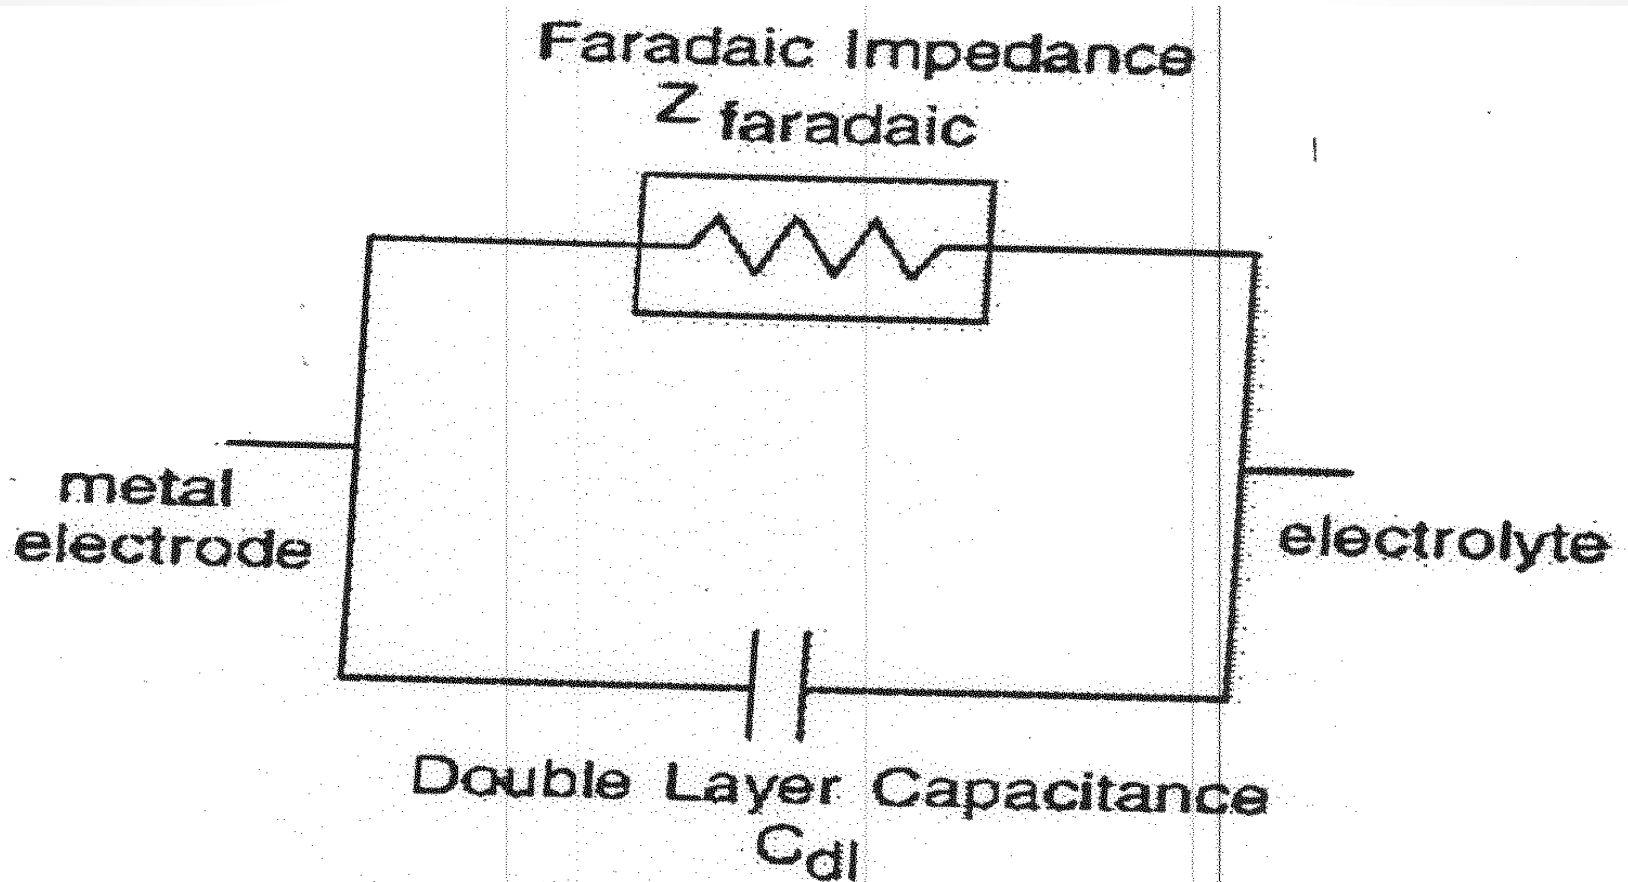 Faradaic Impedance
Z faradaic
metal
electrode
electrolyte
Double Layer Capacitance
Cdl